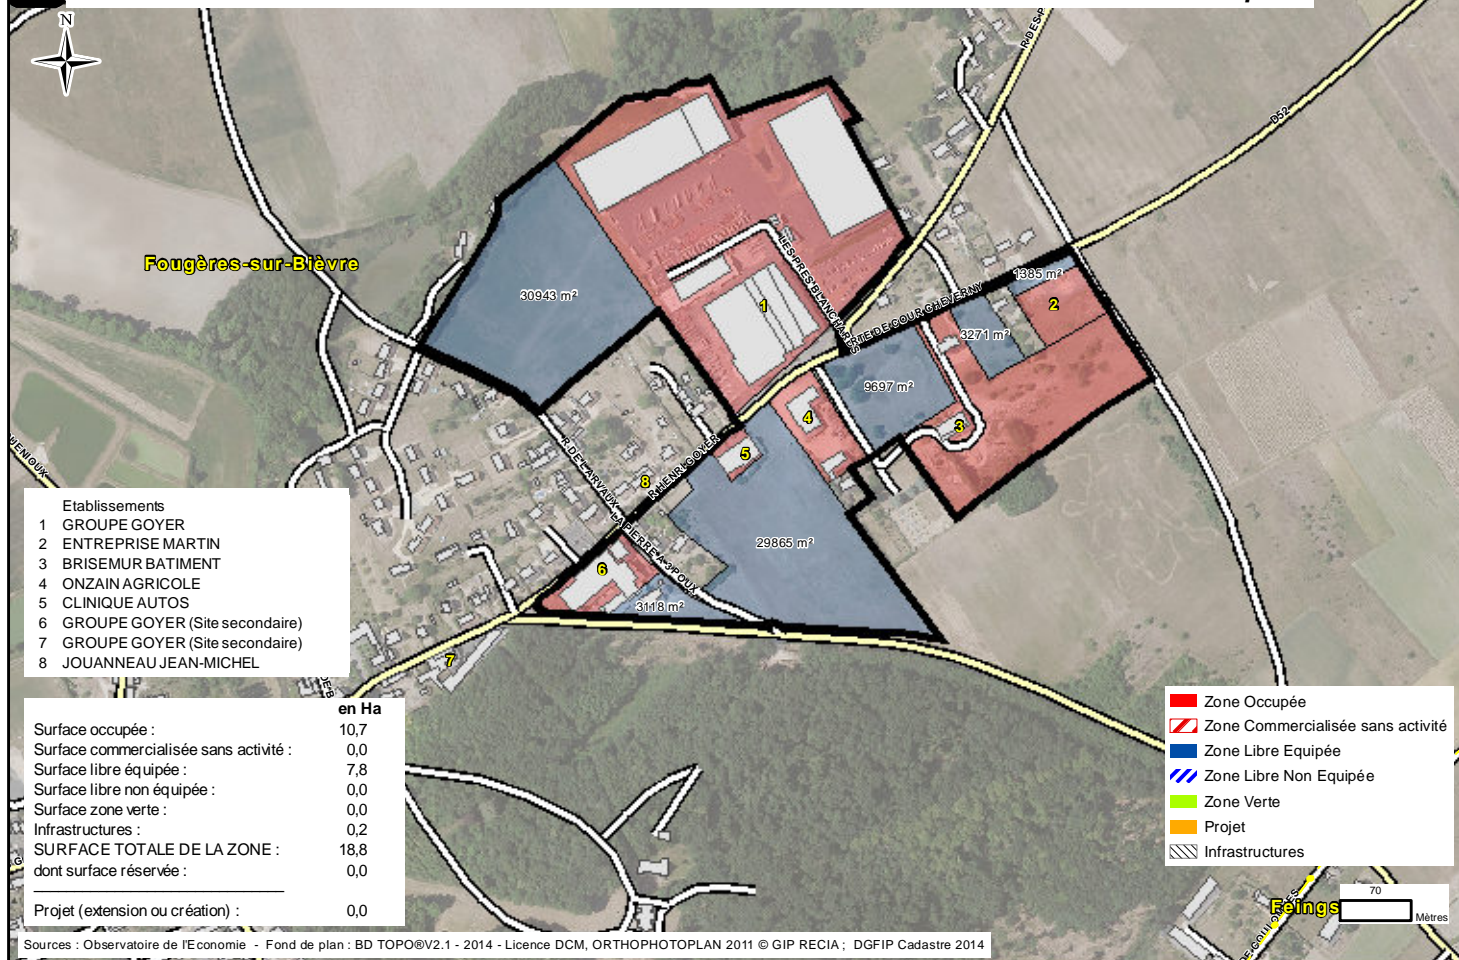 N
R DES P
D52
Fougères-sur-Bièvre
LES PRES BLANCHARDS
1385 m²
30943 m²
1
2
RTE DE COUR CHEVERNY
3271 m²
9697 m²
4
3
R HENRI GOYER
5
R DE L'ARVAUX
8
LA PIERRE A 3 POUX
29865 m²
6
3118 m²
7
Etablissements
1 GROUPE GOYER
2 ENTREPRISE MARTIN
3 BRISEMUR BATIMENT
4 ONZAIN AGRICOLE
5 CLINIQUE AUTOS
6 GROUPE GOYER (Site secondaire)
7 GROUPE GOYER (Site secondaire)
8 JOUANNEAU JEAN-MICHEL
en Ha
Surface occupée : 10,7
Surface commercialisée sans activité : 0,0
Surface libre équipée : 7,8
Surface libre non équipée : 0,0
Surface zone verte : 0,0
Infrastructures : 0,2
SURFACE TOTALE DE LA ZONE : 18,8
dont surface réservée : 0,0
Projet (extension ou création) : 0,0
Zone Occupée
Zone Commercialisée sans activité
Zone Libre Equipée
Zone Libre Non Equipée
Zone Verte
Projet
Infrastructures
70
Mètres
Feings
Sources : Observatoire de l'Economie - Fond de plan : BD TOPO®V2.1 - 2014 - Licence DCM, ORTHOPHOTOPLAN 2011 © GIP RECIA ; DGFIP Cadastre 2014